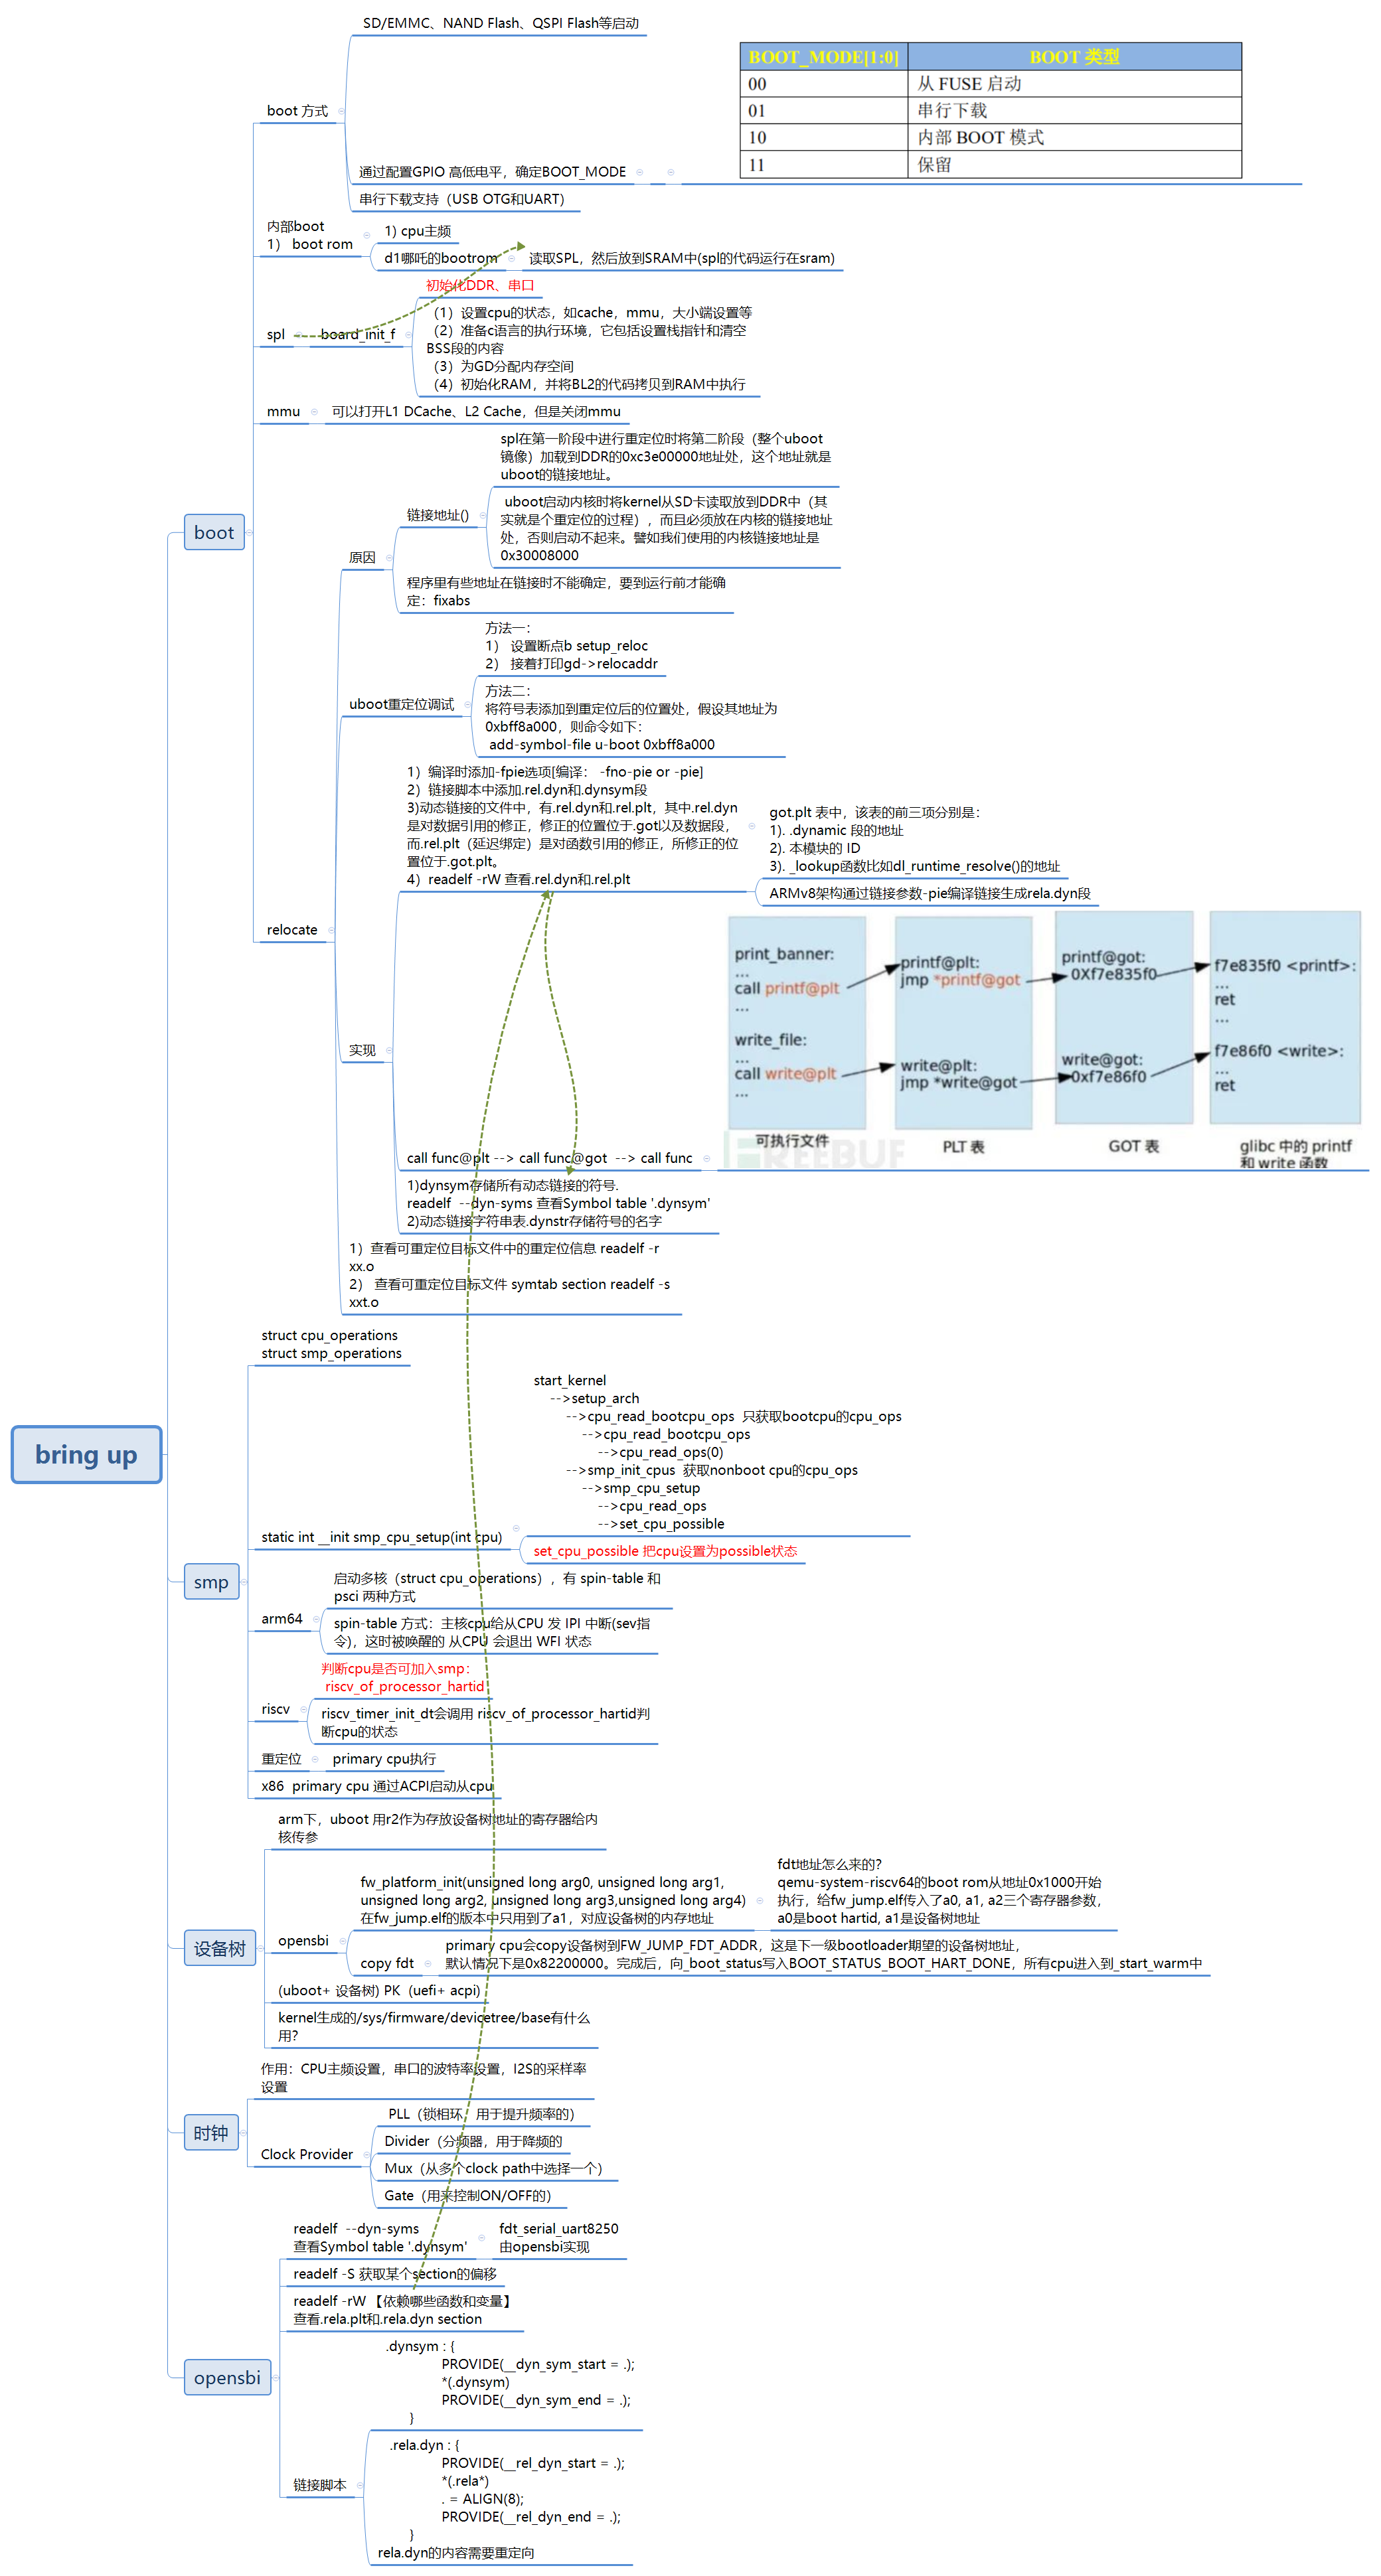 bring up
boot
boot 方式
SD/EMMC、NAND Flash、QSPI Flash等启动
通过配置GPIO 高低电平，确定BOOT_MODE
BOOT_MODE[1:0] BOOT 类型
00 从 FUSE 启动
01 串行下载
10 内部 BOOT 模式
11 保留
串行下载支持（USB OTG和UART）
内部boot
1） boot rom
1) cpu主频
d1哪吒的bootrom
读取SPL，然后放到SRAM中(spl的代码运行在sram)
spl
board_init_f
初始化DDR、串口
（1）设置cpu的状态，如cache，mmu，大小端设置等
（2）准备c语言的执行环境，它包括设置栈指针和清空
BSS段的内容
（3）为GD分配内存空间
（4）初始化RAM，并将BL2的代码拷贝到RAM中执行
mmu
可以打开L1 DCache、L2 Cache，但是关闭mmu
relocate
原因
链接地址()
spl在第一阶段中进行重定位时将第二阶段（整个uboot
镜像）加载到DDR的0xc3e00000地址处，这个地址就是
uboot的链接地址。
uboot启动内核时将kernel从SD卡读取放到DDR中（其
实就是个重定位的过程），而且必须放在内核的链接地址
处，否则启动不起来。譬如我们使用的内核链接地址是
0x30008000
程序里有些地址在链接时不能确定，要到运行前才能确
定：fixabs
uboot重定位调试
方法一：
1） 设置断点b setup_reloc
2） 接着打印gd->relocaddr
方法二：
将符号表添加到重定位后的位置处，假设其地址为
0xbff8a000，则命令如下：
add-symbol-file u-boot 0xbff8a000
实现
1）编译时添加-fpie选项[编译： -fno-pie or -pie]
2）链接脚本中添加.rel.dyn和.dynsym段
3)动态链接的文件中，有.rel.dyn和.rel.plt，其中.rel.dyn
是对数据引用的修正，修正的位置位于.got以及数据段，
而.rel.plt（延迟绑定）是对函数引用的修正，所修正的位
置位于.got.plt。
4）readelf -rW 查看.rel.dyn和.rel.plt
got.plt 表中，该表的前三项分别是：
1). .dynamic 段的地址
2). 本模块的 ID
3). _lookup函数比如dl_runtime_resolve()的地址
ARMv8架构通过链接参数-pie编译链接生成rela.dyn段
call func@plt --> call func@got --> call func
print_banner:
...
call printf@plt
...
write_file:
...
call write@plt
...
可执行文件
printf@plt:
jmp *printf@got
write@plt:
jmp *write@got
PLT 表
printf@got:
0Xf7e835f0
write@got:
0xf7e86f0
GOT 表
f7e835f0 <printf>:
...
ret
...
f7e86f0 <write>:
...
ret
glibc 中的 printf
和 write 函数
REEBUF
1)dynsym存储所有动态链接的符号.
readelf --dyn-syms 查看Symbol table '.dynsym'
2)动态链接字符串表.dynstr存储符号的名字
1）查看可重定位目标文件中的重定位信息 readelf -r
xx.o
2） 查看可重定位目标文件 symtab section readelf -s
xxt.o
smp
struct cpu_operations
struct smp_operations
static int __init smp_cpu_setup(int cpu)
start_kernel
-->setup_arch
-->cpu_read_bootcpu_ops 只获取bootcpu的cpu_ops
-->cpu_read_bootcpu_ops
-->cpu_read_ops(0)
-->smp_init_cpus 获取nonboot cpu的cpu_ops
-->smp_cpu_setup
-->cpu_read_ops
-->set_cpu_possible
set_cpu_possible 把cpu设置为possible状态
arm64
启动多核（struct cpu_operations），有 spin-table 和
psci 两种方式
spin-table 方式：主核cpu给从CPU 发 IPI 中断(sev指
令)，这时被唤醒的 从CPU 会退出 WFI 状态
riscv
判断cpu是否可加入smp：
riscv_of_processor_hartid
riscv_timer_init_dt会调用 riscv_of_processor_hartid判
断cpu的状态
重定位
primary cpu执行
x86 primary cpu 通过ACPI启动从cpu
设备树
arm下，uboot 用r2作为存放设备树地址的寄存器给内
核传参
opensbi
fw_platform_init(unsigned long arg0, unsigned long arg1,
unsigned long arg2, unsigned long arg3,unsigned long arg4)
在fw_jump.elf的版本中只用到了a1，对应设备树的内存地址
fdt地址怎么来的?
qemu-system-riscv64的boot rom从地址0x1000开始
执行，给fw_jump.elf传入了a0, a1, a2三个寄存器参数，
a0是boot hartid, a1是设备树地址
copy fdt
primary cpu会copy设备树到FW_JUMP_FDT_ADDR，这是下一级bootloader期望的设备树地址，
默认情况下是0x82200000。完成后，向_boot_status写入BOOT_STATUS_BOOT_HART_DONE，所有cpu进入到_start_warm中
(uboot+ 设备树) PK (uefi+ acpi)
kernel生成的/sys/firmware/devicetree/base有什么
用?
时钟
作用：CPU主频设置，串口的波特率设置，I2S的采样率
设置
Clock Provider
PLL（锁相环，用于提升频率的）
Divider（分频器，用于降频的
Mux（从多个clock path中选择一个）
Gate（用来控制ON/OFF的）
opensbi
readelf --dyn-syms
查看Symbol table '.dynsym'
fdt_serial_uart8250
由opensbi实现
readelf -S 获取某个section的偏移
readelf -rW 【依赖哪些函数和变量】
查看.rela.plt和.rela.dyn section
链接脚本
.dynsym : {
PROVIDE(__dyn_sym_start = .);
*(.dynsym)
PROVIDE(__dyn_sym_end = .);
}
.rela.dyn : {
PROVIDE(__rel_dyn_start = .);
*(.rela*)
. = ALIGN(8);
PROVIDE(__rel_dyn_end = .);
}
rela.dyn的内容需要重定向